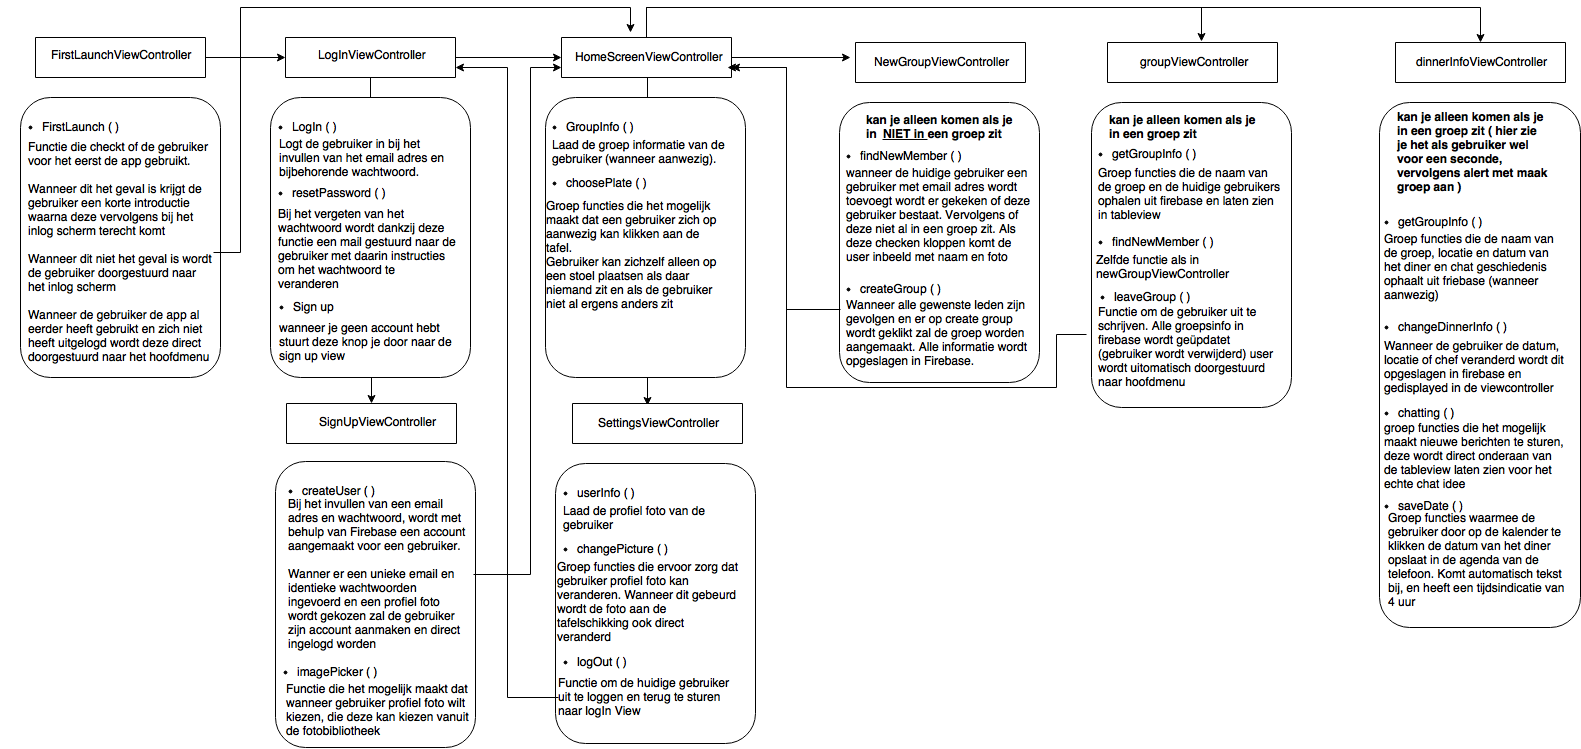 FirstLaunchViewController
FirstLaunch ( )
Functie die checkt of de gebruiker
voor het eerst de app gebruikt.
Wanneer dit het geval is krijgt de
gebruiker een korte introductie
waarna deze vervolgens bij het
inlog scherm terecht komt
Wanneer dit niet het geval is wordt
de gebruiker doorgestuurd naar
het inlog scherm
Wanneer de gebruiker de app al
eerder heeft gebruikt en zich niet
heeft uitgelogd wordt deze direct
doorgestuurd naar het hoofdmenu
LogInViewController
LogIn ( )
Logt de gebruiker in bij het
invullen van het email adres en
bijbehorende wachtwoord.
resetPassword ( )
Bij het vergeten van het
wachtwoord wordt dankzij deze
functie een mail gestuurd naar de
gebruiker met daarin instructies
om het wachtwoord te
veranderen
Sign up
wanneer je geen account hebt
stuurt deze knop je door naar de
sign up view
SignUpViewController
createUser ( )
Bij het invullen van een email
adres en wachtwoord, wordt met
behulp van Firebase een account
aangemaakt voor een gebruiker.
Wanner er een unieke email en
identieke wachtwoorden
ingevoerd en een profiel foto
wordt gekozen zal de gebruiker
zijn account aanmaken en direct
ingelogd worden
imagePicker ( )
Functie die het mogelijk maakt dat
wanneer gebruiker profiel foto wilt
kiezen, die deze kan kiezen vanuit
de fotobibliotheek
HomeScreenViewController
GroupInfo ( )
Laad de groep informatie van de
gebruiker (wanneer aanwezig).
choosePlate ( )
Groep functies die het mogelijk
maakt dat een gebruiker zich op
aanwezig kan klikken aan de
tafel.
Gebruiker kan zichzelf alleen op
een stoel plaatsen als daar
niemand zit en als de gebruiker
niet al ergens anders zit
SettingsViewController
userInfo ( )
Laad de profiel foto van de
gebruiker
changePicture ( )
Groep functies die ervoor zorg dat
gebruiker profiel foto kan
veranderen. Wanneer dit gebeurd
wordt de foto aan de
tafelschikking ook direct
veranderd
logOut ( )
Functie om de huidige gebruiker
uit te loggen en terug te sturen
naar logIn View
NewGroupViewController
kan je alleen komen als je
in NIET in een groep zit
findNewMember ( )
wanneer de huidige gebruiker een
gebruiker met email adres wordt
toevoegt wordt er gekeken of deze
gebruiker bestaat. Vervolgens of
deze niet al in een groep zit. Als
deze checken kloppen komt de
user inbeeld met naam en foto
createGroup ( )
Wanneer alle gewenste leden zijn
gevolgen en er op create group
wordt geklikt zal de groep worden
aangemaakt. Alle informatie wordt
opgeslagen in Firebase.
groupViewController
kan je alleen komen als je
in een groep zit
getGroupInfo ( )
Groep functies die de naam van
de groep en de huidige gebruikers
ophalen uit firebase en laten zien
in tableview
findNewMember ( )
Zelfde functie als in
newGroupViewController
leaveGroup ( )
Functie om de gebruiker uit te
schrijven. Alle groepsinfo in
firebase wordt geüpdatet
(gebruiker wordt verwijderd) user
wordt uitomatisch doorgestuurd
naar hoofdmenu
dinnerInfoViewController
kan je alleen komen als je
in een groep zit ( hier zie
je het als gebruiker wel
voor een seconde,
vervolgens alert met maak
groep aan )
getGroupInfo ( )
Groep functies die de naam van
de groep, locatie en datum van
het diner en chat geschiedenis
ophaalt uit friebase (wanneer
aanwezig)
changeDinnerInfo ( )
Wanneer de gebruiker de datum,
locatie of chef veranderd wordt dit
opgeslagen in firebase en
gedisplayed in de viewcontroller
chatting ( )
groep functies die het mogelijk
maakt nieuwe berichten te sturen,
deze wordt direct onderaan van
de tableview laten zien voor het
echte chat idee
saveDate ( )
Groep functies waarmee de
gebruiker door op de kalender te
klikken de datum van het diner
opslaat in de agenda van de
telefoon. Komt automatisch tekst
bij, en heeft een tijdsindicatie van
4 uur